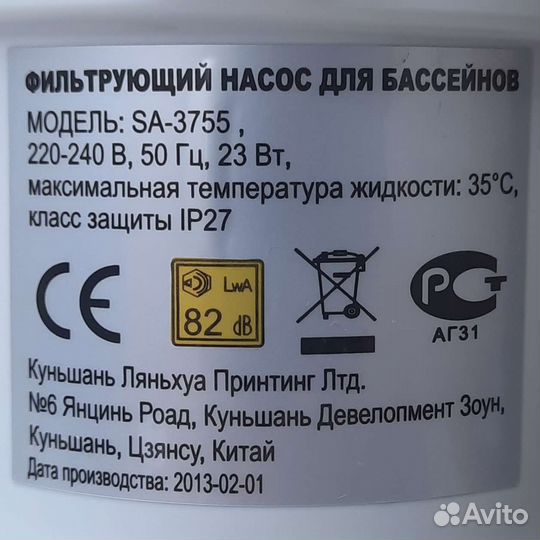 ФИЛЬТРУЮЩИЙ НАСОС ДЛЯ БАССЕЙНОВ
МОДЕЛЬ: SA-3755 ,
220-240 В, 50 Гц, 23 Вт,
максимальная температура жидкости: 35°C,
класс защиты IP27
CE
LWA
82 dB
РСТ
АГ31
Куньшань Ляньхуа Принтинг Лтд.
№6 Янцинь Роад, Куньшань Девелопмент Зоун,
Куньшань, Цзянсу, Китай
Дата производства: 2013-02-01
Avito